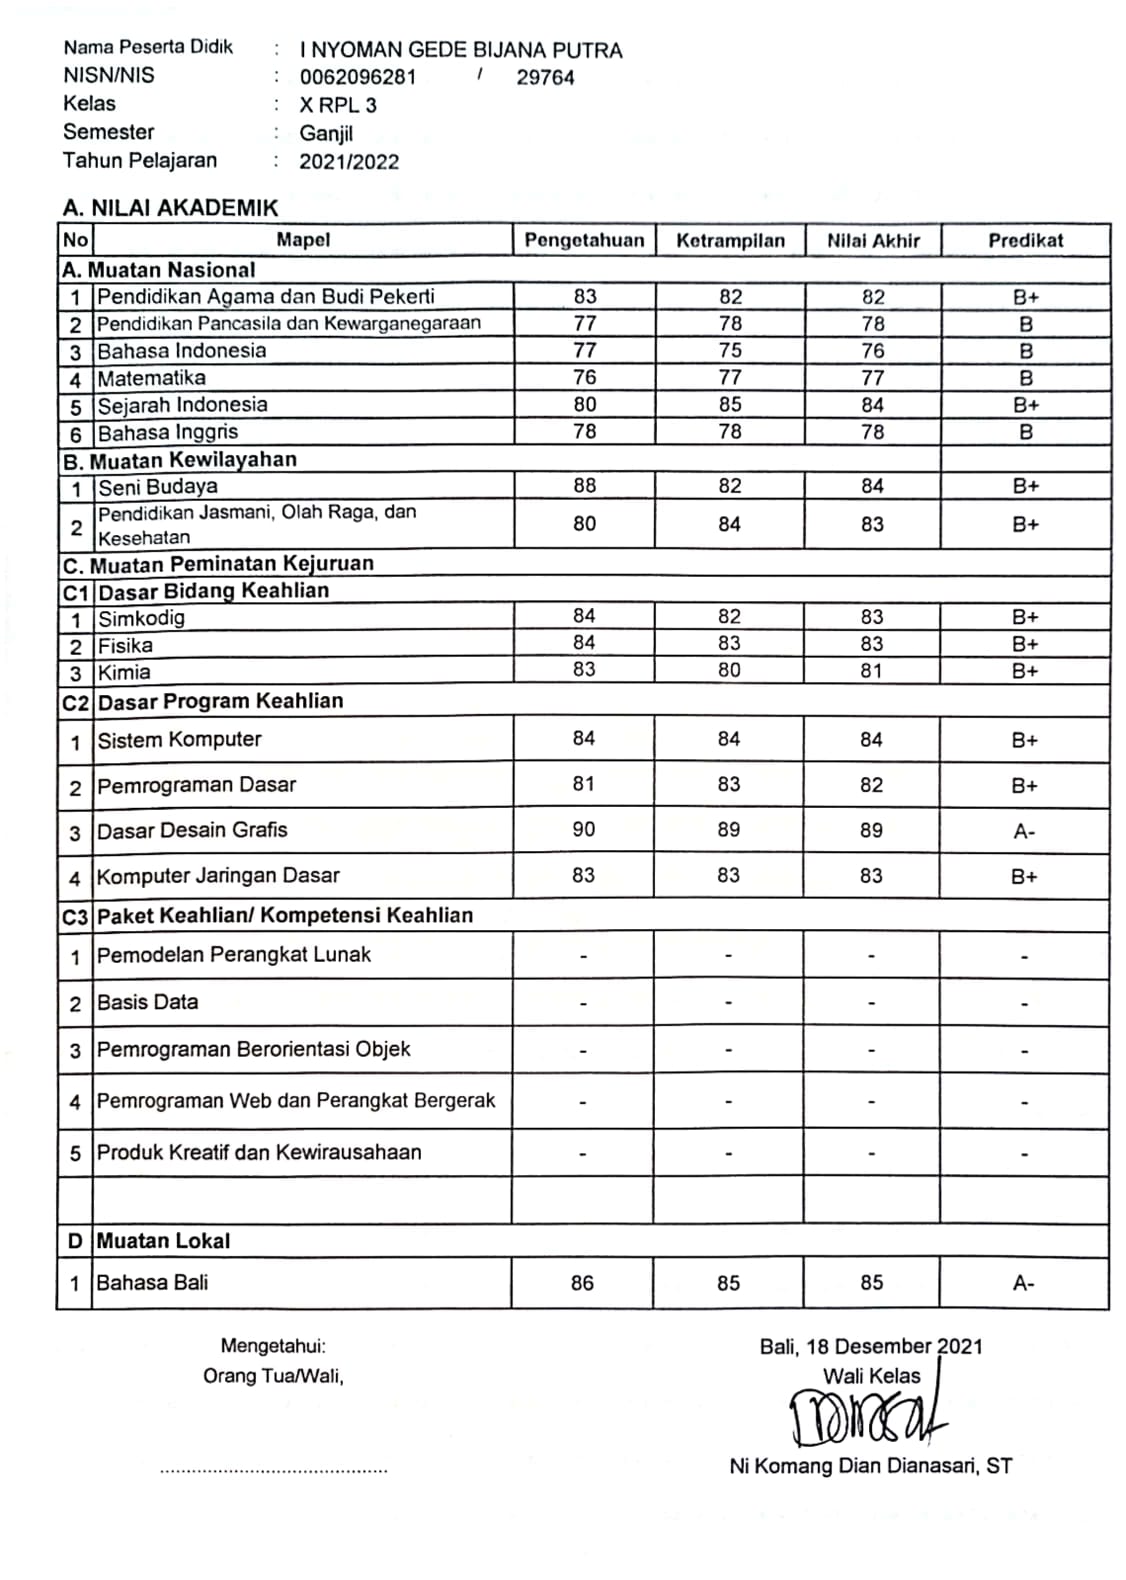 Nama Peserta Didik : I NYOMAN GEDE BIJANA PUTRA
NISN/NIS : 0062096281 / 29764
Kelas : X RPL 3
Semester : Ganjil
Tahun Pelajaran : 2021/2022
A. NILAI AKADEMIK
No Mapel Pengetahuan Ketrampilan Nilai Akhir Predikat
A. Muatan Nasional
1 Pendidikan Agama dan Budi Pekerti 83 82 82 B+
2 Pendidikan Pancasila dan Kewarganegaraan 77 78 78 B
3 Bahasa Indonesia 77 75 76 B
4 Matematika 76 77 77 B
5 Sejarah Indonesia 80 85 84 B+
6 Bahasa Inggris 78 78 78 B
B. Muatan Kewilayahan
1 Seni Budaya 88 82 84 B+
2 Pendidikan Jasmani, Olah Raga, dan
Kesehatan 80 84 83 B+
C. Muatan Peminatan Kejuruan
C1 Dasar Bidang Keahlian
1 Simkodig 84 82 83 B+
2 Fisika 84 83 83 B+
3 Kimia 83 80 81 B+
C2 Dasar Program Keahlian
1 Sistem Komputer 84 84 84 B+
2 Pemrograman Dasar 81 83 82 B+
3 Dasar Desain Grafis 90 89 89 A-
4 Komputer Jaringan Dasar 83 83 83 B+
C3 Paket Keahlian/ Kompetensi Keahlian
1 Pemodelan Perangkat Lunak - - - -
2 Basis Data - - - -
3 Pemrograman Berorientasi Objek - - - -
4 Pemrograman Web dan Perangkat Bergerak - - - -
5 Produk Kreatif dan Kewirausahaan - - - -
D Muatan Lokal
1 Bahasa Bali 86 85 85 A-
Mengetahui: Bali, 18 Desember 2021
Orang Tua/Wali, Wali Kelas
........................................... Ni Komang Dian Dianasari, ST